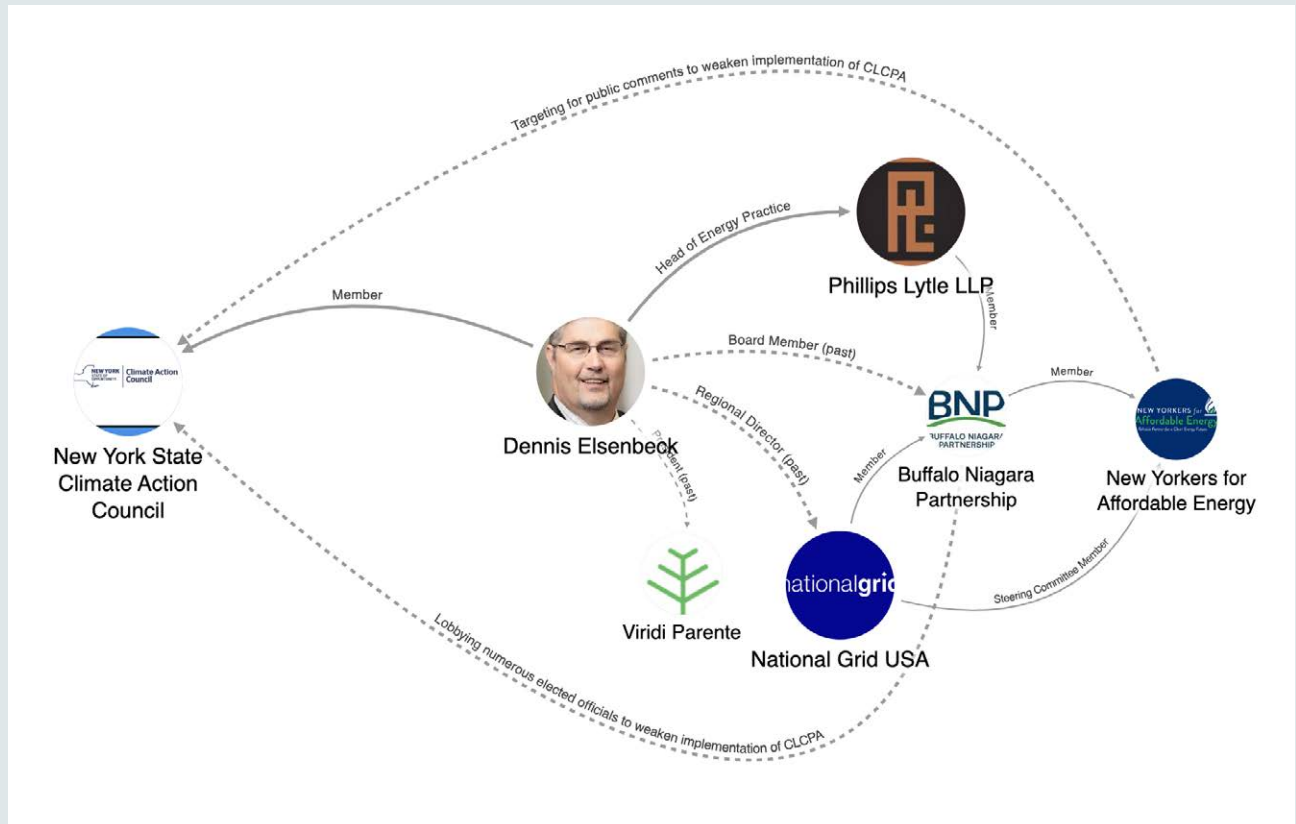 Targeting for public comments to weaken implementation of CLCPA
Head of Energy Practice
Phillips Lytle LLP
Member
Member
NEW YORK
STATE OF
OPPORTUNITY
Climate Action
Council
New York State
Climate Action
Council
Dennis Elsenbeck
Board Member (past)
Regional Director (past)
President (past)
Member
BNP
BUFFALO NIAGARA
PARTNERSHIP
Buffalo Niagara
Partnership
Member
NEW YORKERS for
Affordable Energy
New Yorkers for
Affordable Energy
Viridi Parente
nationalgrid
National Grid USA
Steering Committee Member
Lobbying numerous elected officials to weaken implementation of CLCPA